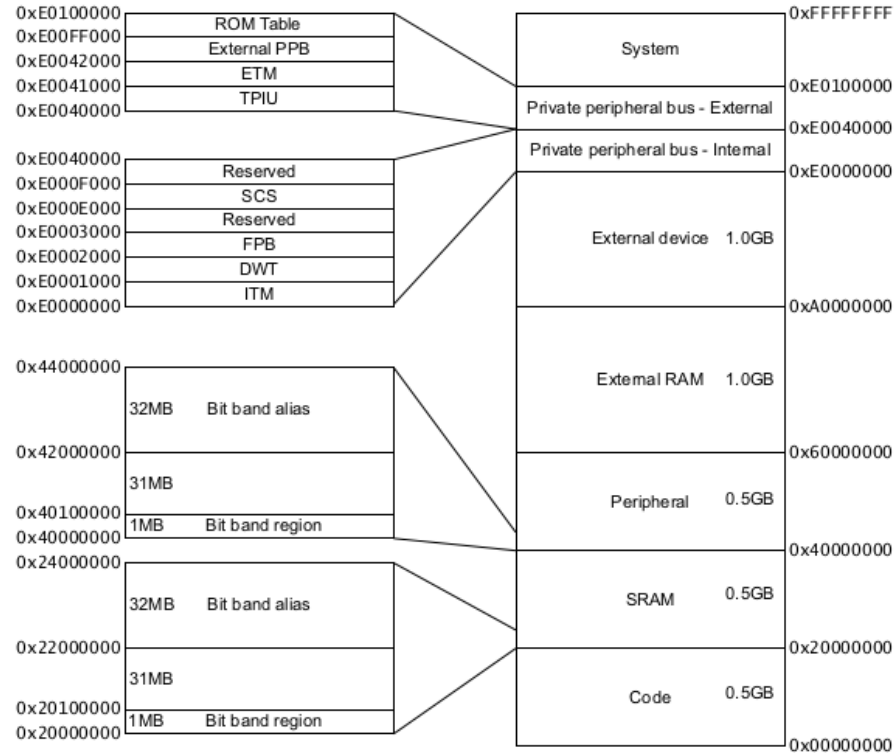 0xE0100000
ROM Table
0xE00FF000
External PPB
0xE0042000
ETM
0xE0041000
TPIU
0xE0040000
0xE0040000
Reserved
0xE000F000
SCS
0xE000E000
Reserved
0xE0003000
FPB
0xE0002000
DWT
0xE0001000
ITM
0xE0000000
0x44000000
32MB Bit band alias
0x42000000
31MB
0x40100000
1MB Bit band region
0x40000000
0x24000000
32MB Bit band alias
0x22000000
31MB
0x20100000
1MB Bit band region
0x20000000
0xFFFFFFFF
System
0xE0100000
Private peripheral bus - External
0xE0040000
Private peripheral bus - Internal
0xE0000000
External device 1.0GB
0xA0000000
External RAM 1.0GB
0x60000000
Peripheral 0.5GB
0x40000000
SRAM 0.5GB
0x20000000
Code 0.5GB
0x00000000